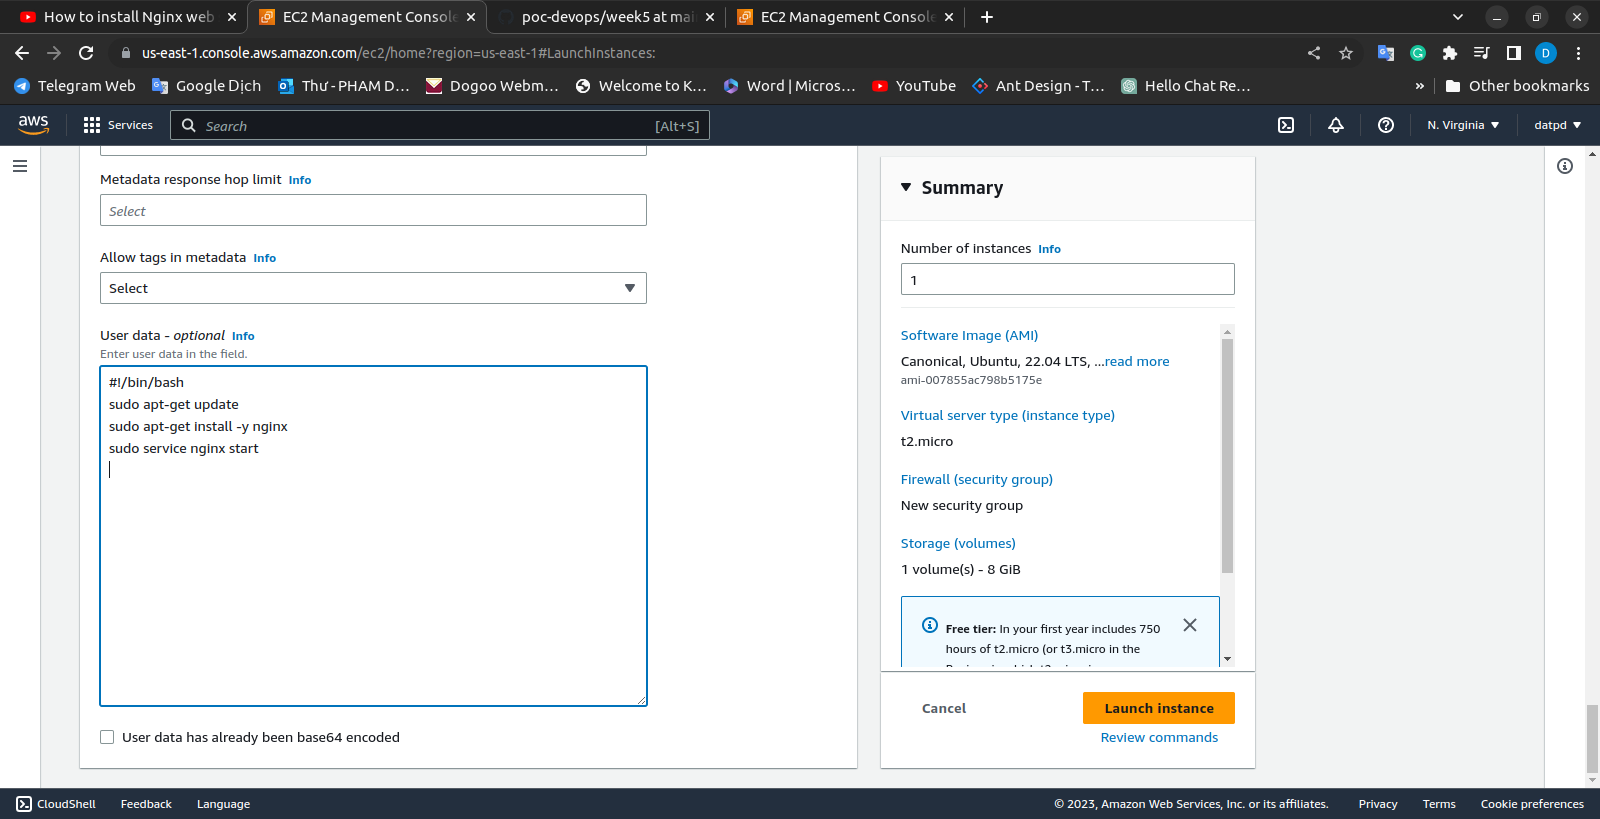 How to install Nginx web
EC2 Management Console
poc-devops/week5 at mai
EC2 Management Console
us-east-1.console.aws.amazon.com/ec2/home?region=us-east-1#LaunchInstances:
D
Telegram Web
Google Dịch
Thư - PHAM D...
Dogoo Webm...
Welcome to K...
Word | Micros...
YouTube
Ant Design - T...
Hello Chat Re...
»
Other bookmarks
aws
Services
Search
[Alt+S]
N. Virginia
datpd
Metadata response hop limit Info
Select
Allow tags in metadata Info
Select
User data - optional Info
Enter user data in the field.
#!/bin/bash
sudo apt-get update
sudo apt-get install -y nginx
sudo service nginx start
User data has already been base64 encoded
Summary
Number of instances Info
1
Software Image (AMI)
Canonical, Ubuntu, 22.04 LTS, ...read more
ami-007855ac798b5175e
Virtual server type (instance type)
t2.micro
Firewall (security group)
New security group
Storage (volumes)
1 volume(s) - 8 GiB
Free tier: In your first year includes 750
hours of t2.micro (or t3.micro in the
Cancel
Launch instance
Review commands
CloudShell
Feedback
Language
© 2023, Amazon Web Services, Inc. or its affiliates.
Privacy
Terms
Cookie preferences